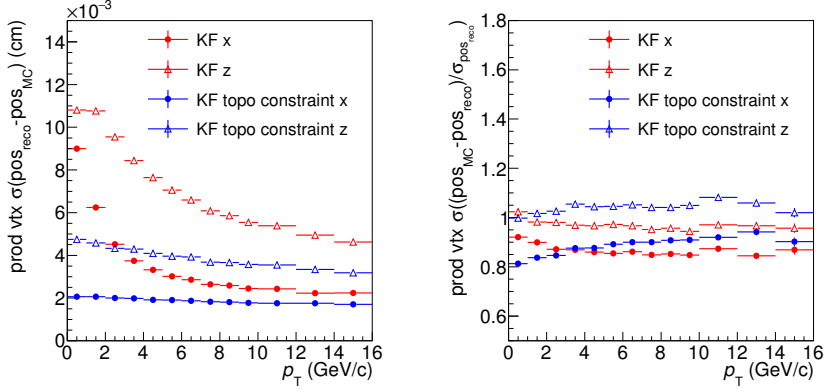 ×10⁻³
prod vtx σ(pos_reco-pos_MC) (cm)
14
12
10
8
6
4
2
0
0 2 4 6 8 10 12 14 16
p_T (GeV/c)
KF x
KF z
KF topo constraint x
KF topo constraint z
prod vtx σ((pos_MC-pos_reco)/σ_pos_reco)
1.8
1.6
1.4
1.2
1
0.8
0.6
0 2 4 6 8 10 12 14 16
p_T (GeV/c)
KF x
KF z
KF topo constraint x
KF topo constraint z